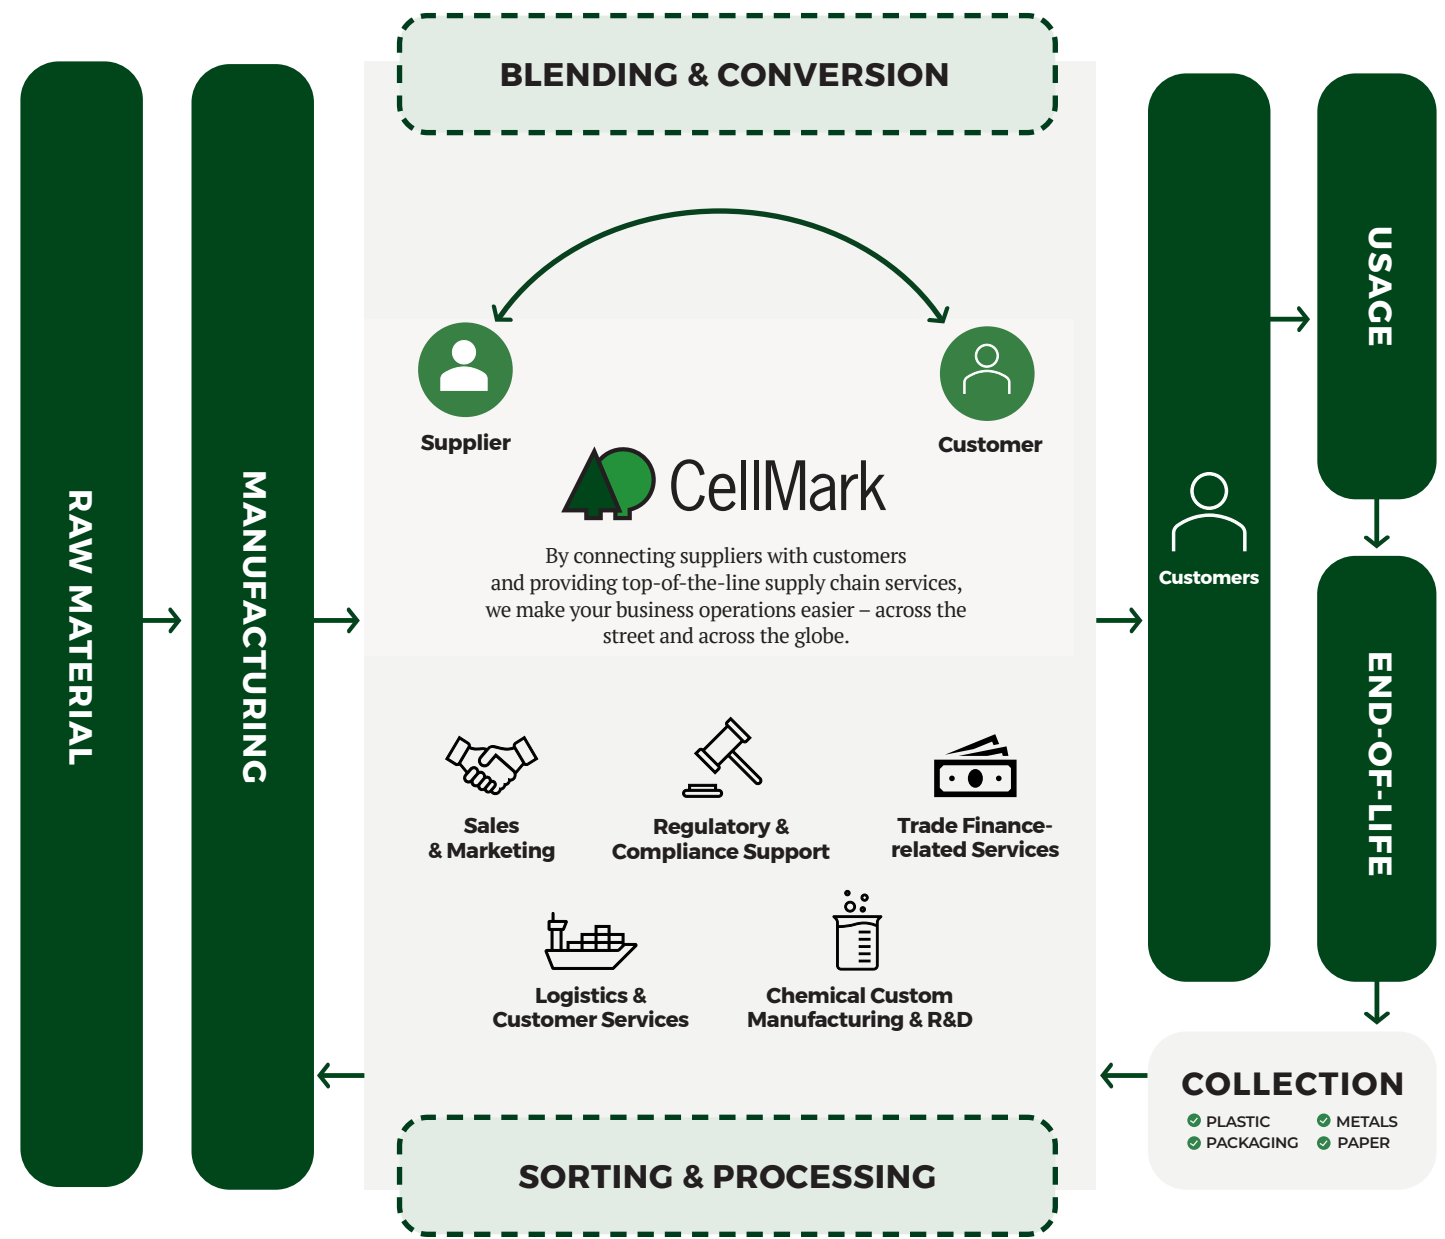 BLENDING & CONVERSION
RAW MATERIAL
MANUFACTURING
Supplier
Customer
CellMark
By connecting suppliers with customers
and providing top-of-the-line supply chain services,
we make your business operations easier – across the
street and across the globe.
Sales
& Marketing
Regulatory &
Compliance Support
Trade Finance-
related Services
Logistics &
Customer Services
Chemical Custom
Manufacturing & R&D
SORTING & PROCESSING
Customers
USAGE
END-OF-LIFE
COLLECTION
PLASTIC
METALS
PACKAGING
PAPER